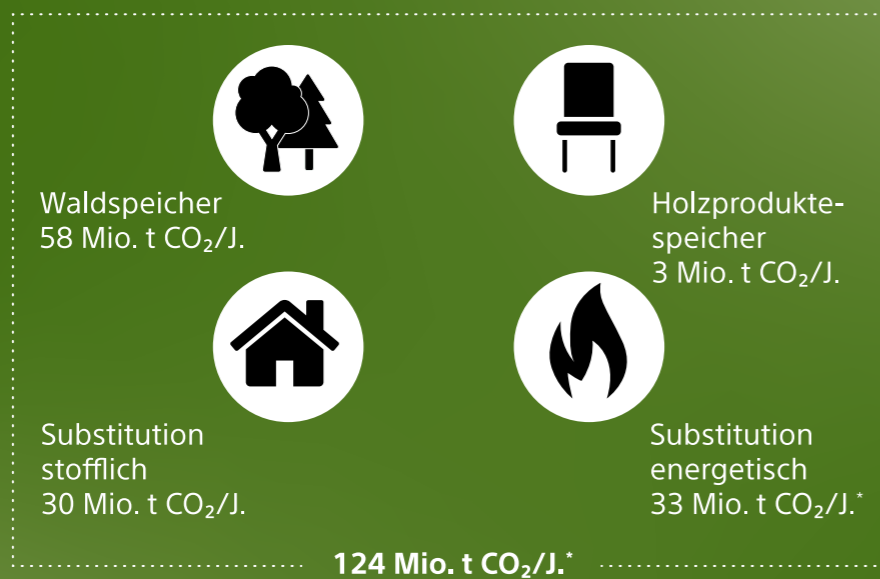 Waldspeicher
58 Mio. t CO₂/J.
Holzprodukte-
speicher
3 Mio. t CO₂/J.
Substitution
stofflich
30 Mio. t CO₂/J.
Substitution
energetisch
33 Mio. t CO₂/J.*
124 Mio. t CO₂/J.*